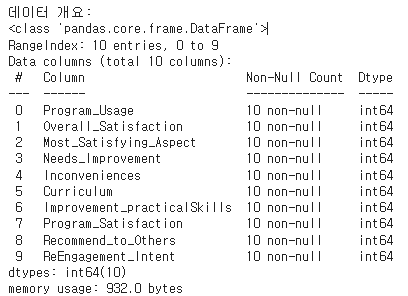 데이터 개요:
<class 'pandas.core.frame.DataFrame'>
RangeIndex: 10 entries, 0 to 9
Data columns (total 10 columns):
 #   Column                   Non-Null Count  Dtype
---  ------                   --------------  -----
 0   Program_Usage            10 non-null     int64
 1   Overall_Satisfaction     10 non-null     int64
 2   Most_Satisfying_Aspect   10 non-null     int64
 3   Needs_Improvement        10 non-null     int64
 4   Inconveniences           10 non-null     int64
 5   Curriculum               10 non-null     int64
 6   Improvement_practicalSkills  10 non-null     int64
 7   Program_Satisfaction     10 non-null     int64
 8   Recommend_to_Others      10 non-null     int64
 9   ReEngagement_Intent      10 non-null     int64
dtypes: int64(10)
memory usage: 932.0 bytes